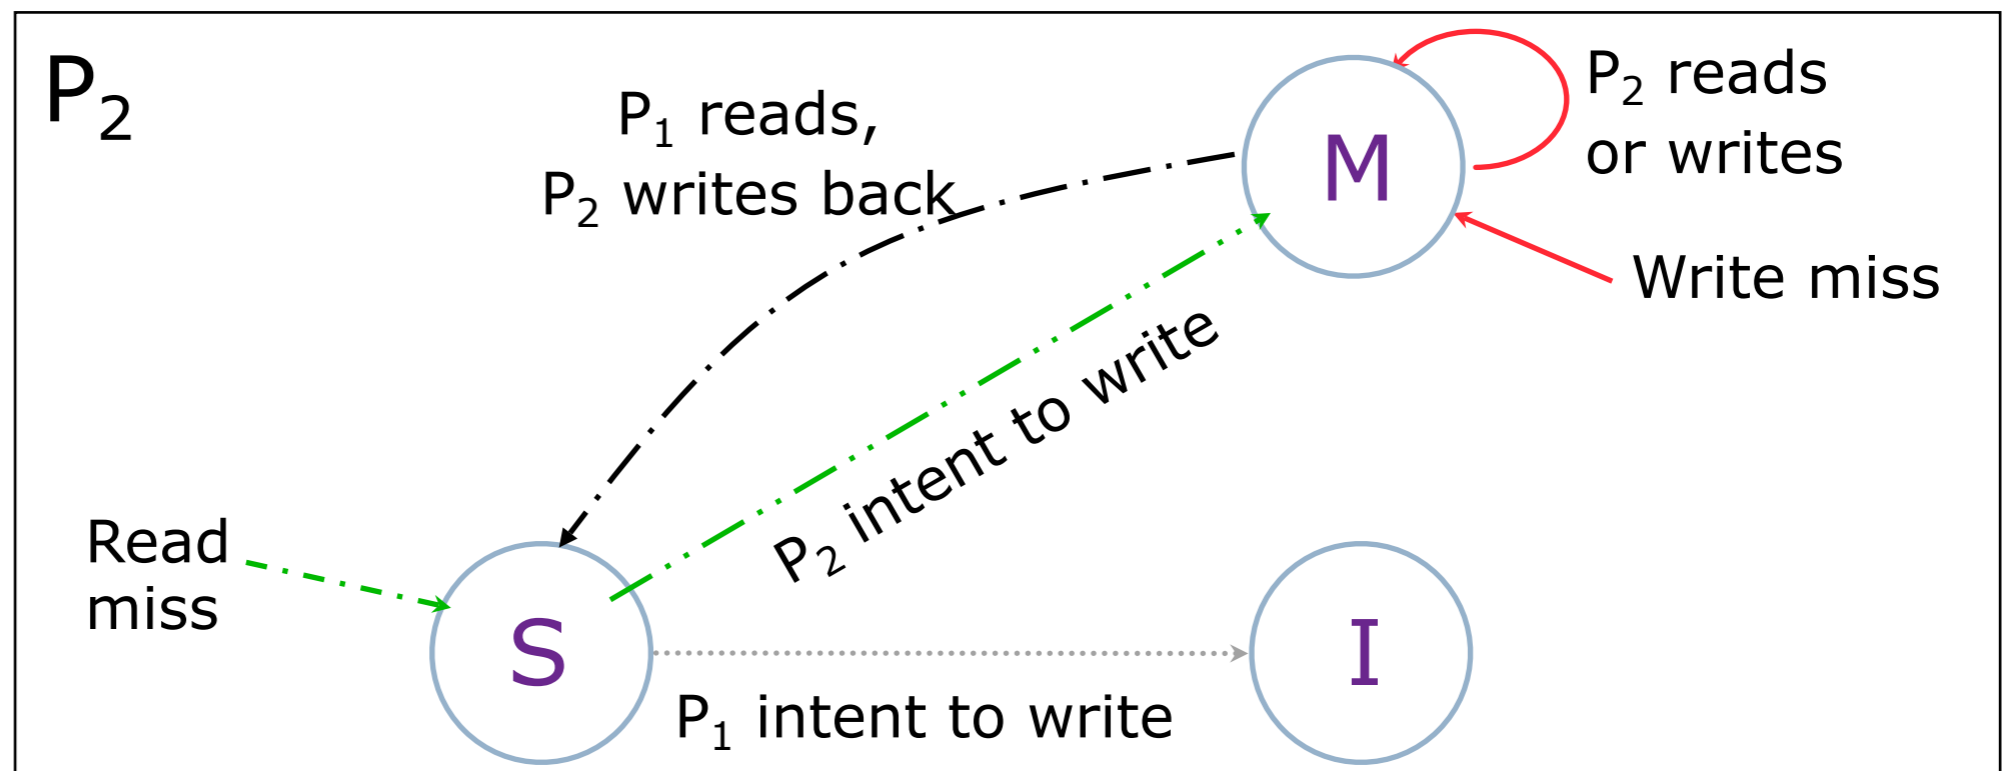 P₂
P₁ reads,
P₂ writes back
M
P₂ reads
or writes
Write miss
P₂ intent to write
Read
miss
S
I
P₁ intent to write